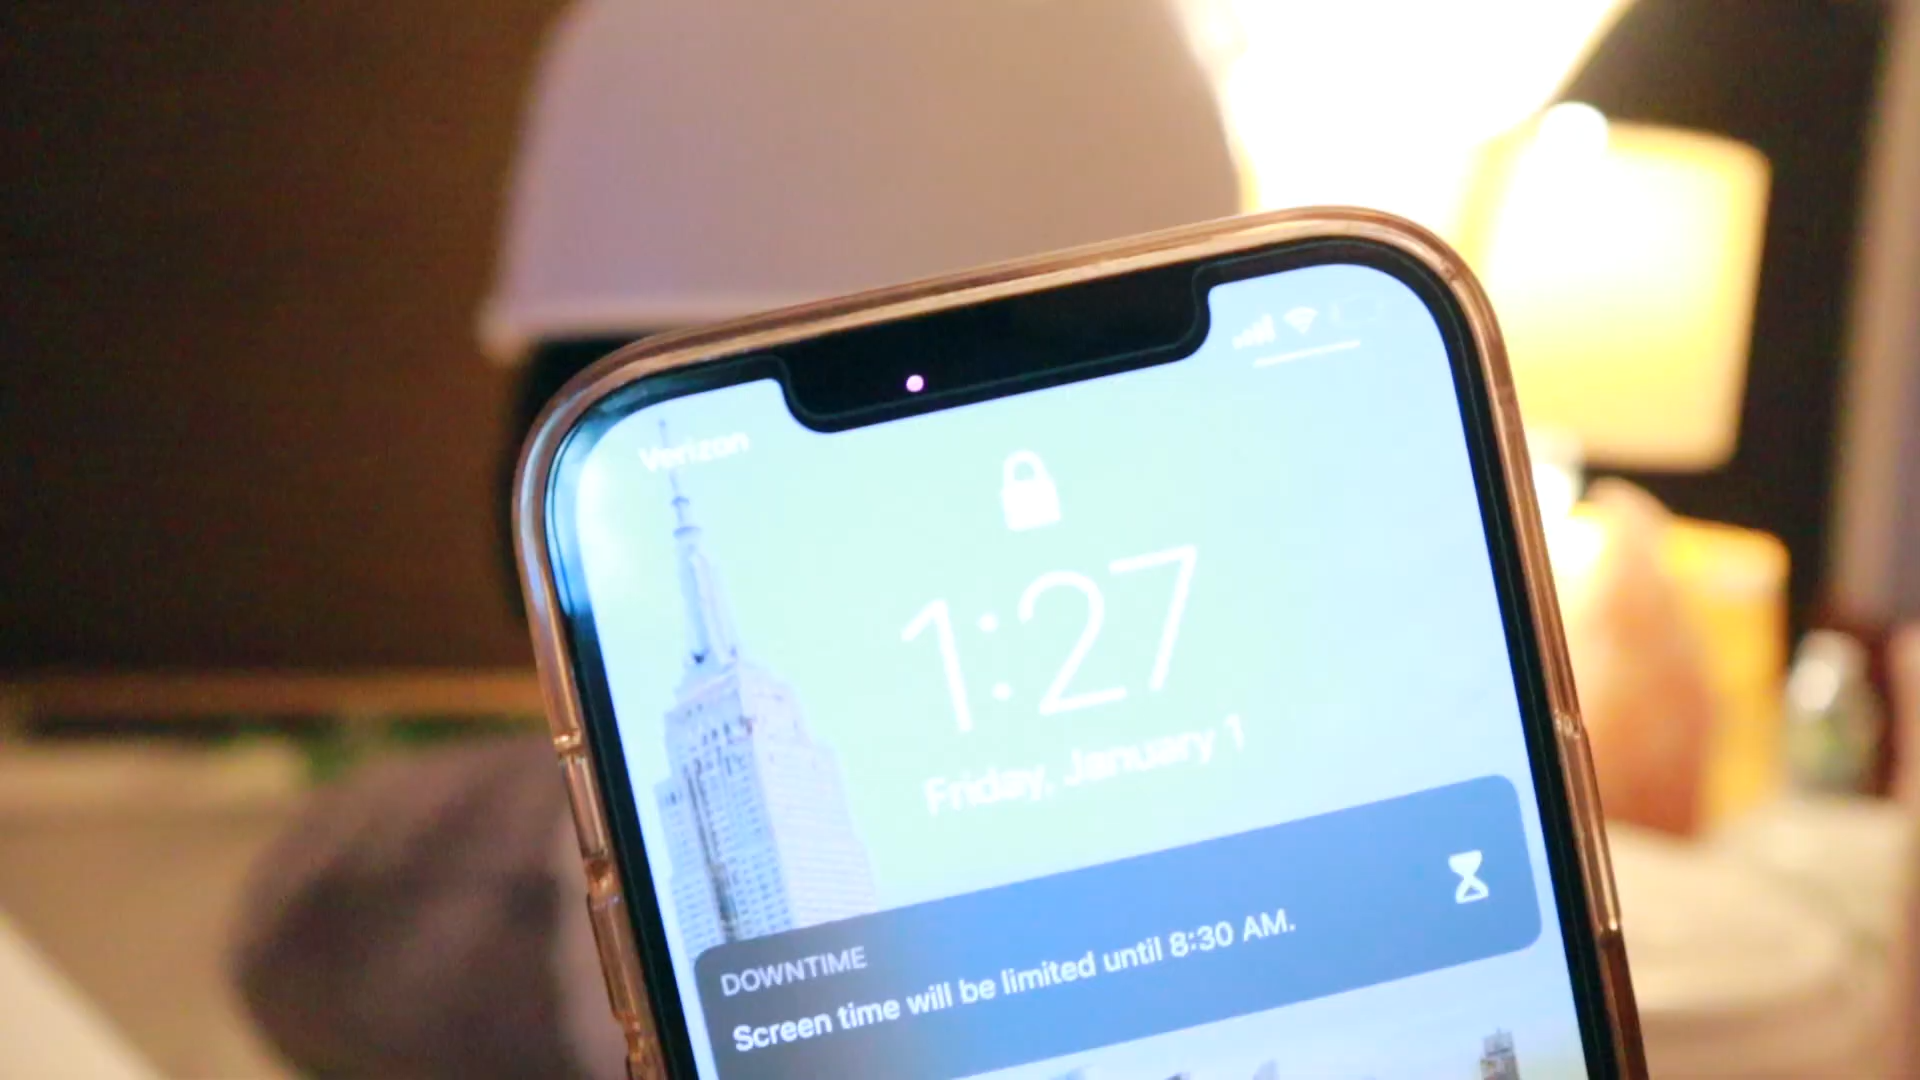 Verizon
1:27
Friday, January 1
DOWNTIME
Screen time will be limited until 8:30 AM.